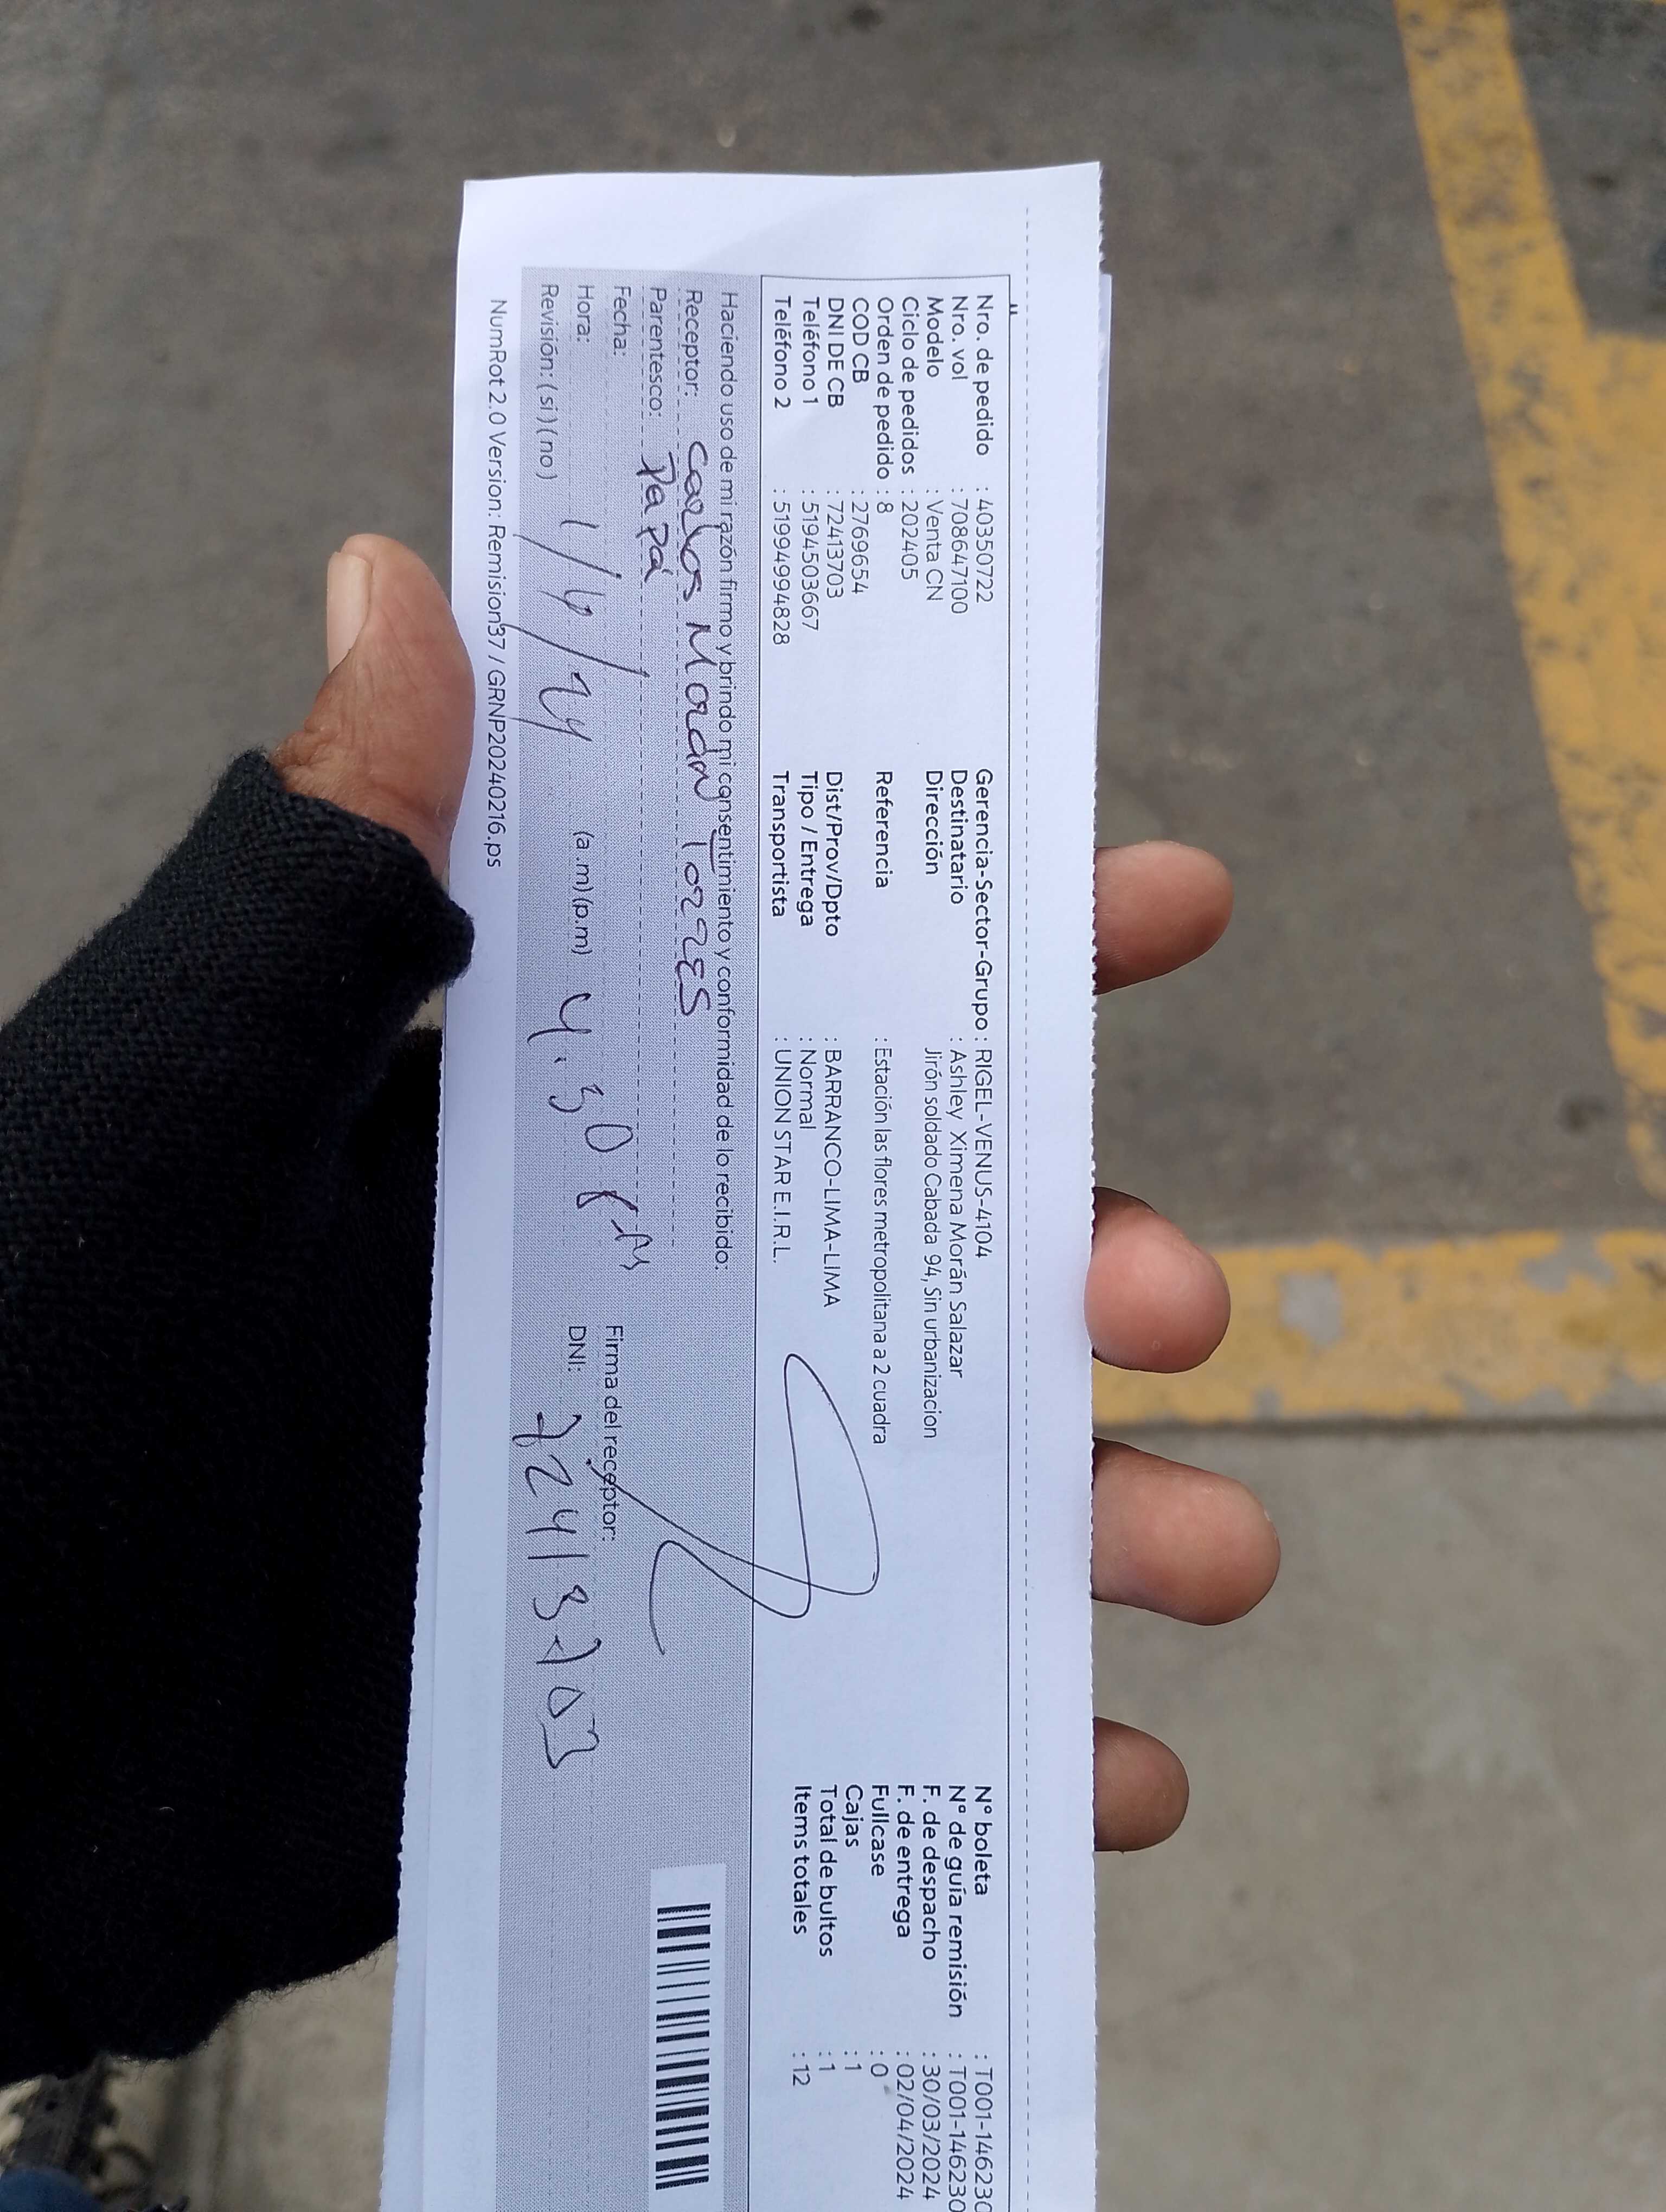 Nro. de pedido : 40350722 Gerencia-Sector-Grupo : RIGEL-VENUS-4104 N° boleta : T001-146230
Nro. vol : 708647100 Destinatario : Ashley Ximena Morán Salazar N° de guía remisión : T001-146230
Modelo : Venta CN Dirección Jirón soldado Cabada 94, Sin urbanizacion F. de despacho : 30/03/2024
Ciclo de pedidos : 202405 F. de entrega : 02/04/2024
Orden de pedido : 8 Referencia : Estación las flores metropolitana a 2 cuadra Fullcase : 0
COD CB : 2769654 Cajas : 1
DNI DE CB : 72413703 Dist/Prov/Dpto : BARRANCO-LIMA-LIMA Total de bultos : 1
Teléfono 1 : 51945036​67 Tipo / Entrega : Normal Items totales : 12
Teléfono 2 : 51994994828 Transportista : UNION STAR E.I.R.L.
Haciendo uso de mi razón firmo y brindo mi consentimiento y conformidad de lo recibido:
Receptor: Carlos Morán Torres
Parentesco: Papá
Fecha: 1/4/24 Firma del receptor:
Hora: (a.m)(p.m) 4:30 PM DNI: 72413703
Revisión: (si)(no)
NumRot 2.0 Version: Remision37 / GRNP20240216.ps